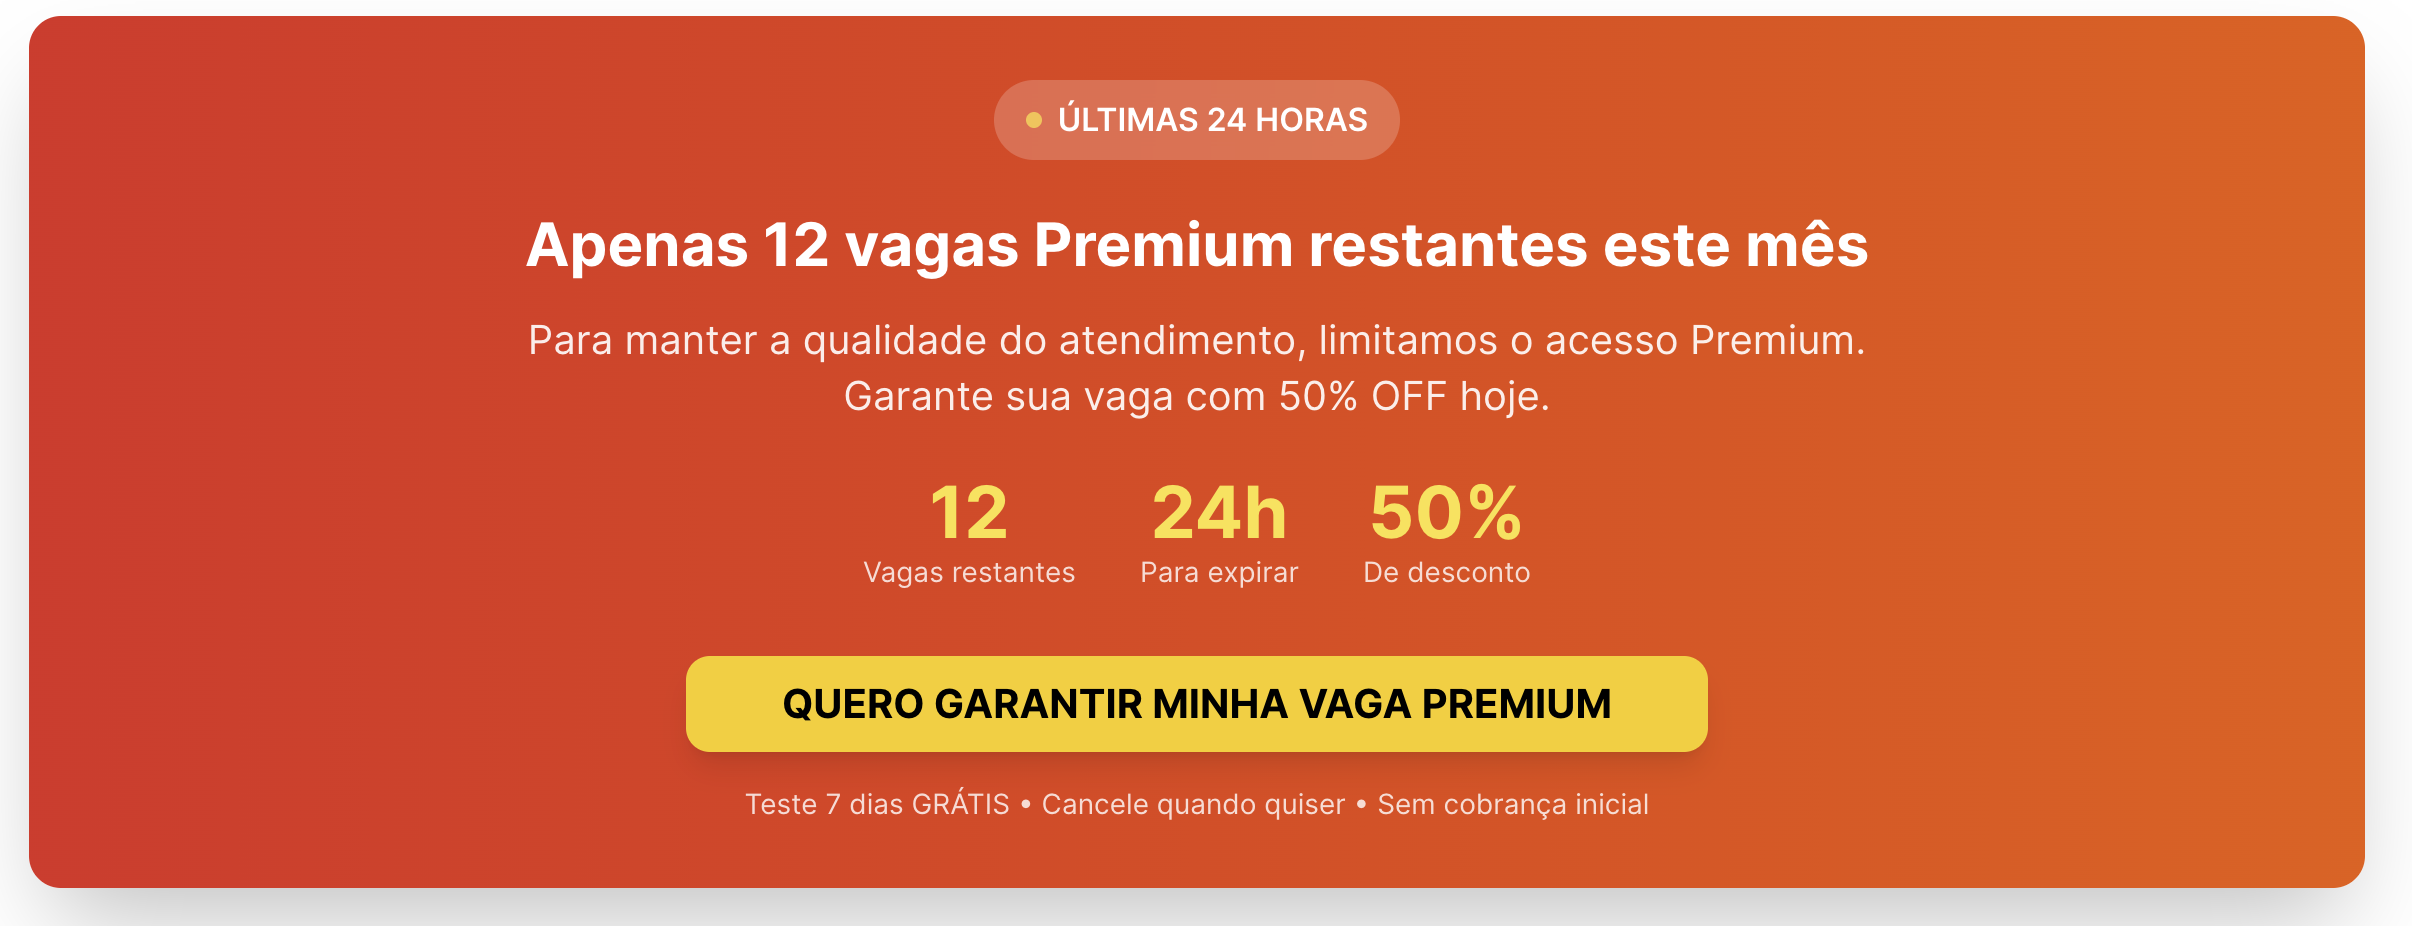 ÚLTIMAS 24 HORAS
Apenas 12 vagas Premium restantes este mês
Para manter a qualidade do atendimento, limitamos o acesso Premium.
Garante sua vaga com 50% OFF hoje.
12 24h 50%
Vagas restantes Para expirar De desconto
QUERO GARANTIR MINHA VAGA PREMIUM
Teste 7 dias GRÁTIS • Cancele quando quiser • Sem cobrança inicial